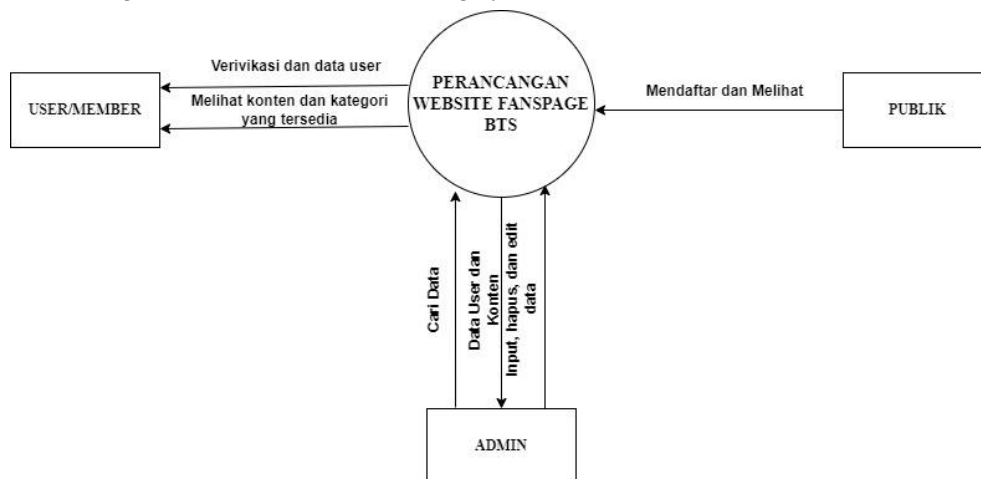 Verivikasi dan data user
Melihat konten dan kategori
yang tersedia
USER/MEMBER
PERANCANGAN
WEBSITE FANSPAGE
BTS
Mendaftar dan Melihat
PUBLIK
Cari Data
Data User dan
Konten
Input, hapus, dan edit
data
ADMIN